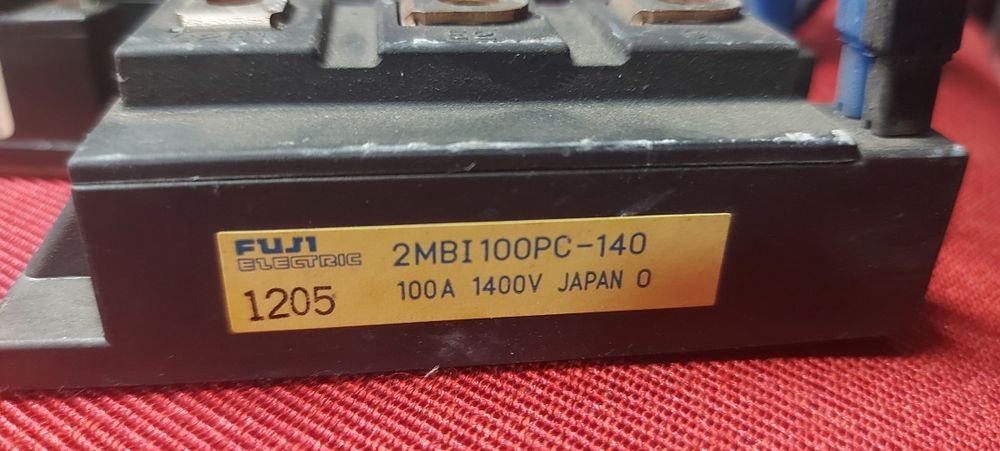 FUJI
ELECTRIC
2MBI100PC-140
1205
100A 1400V JAPAN O